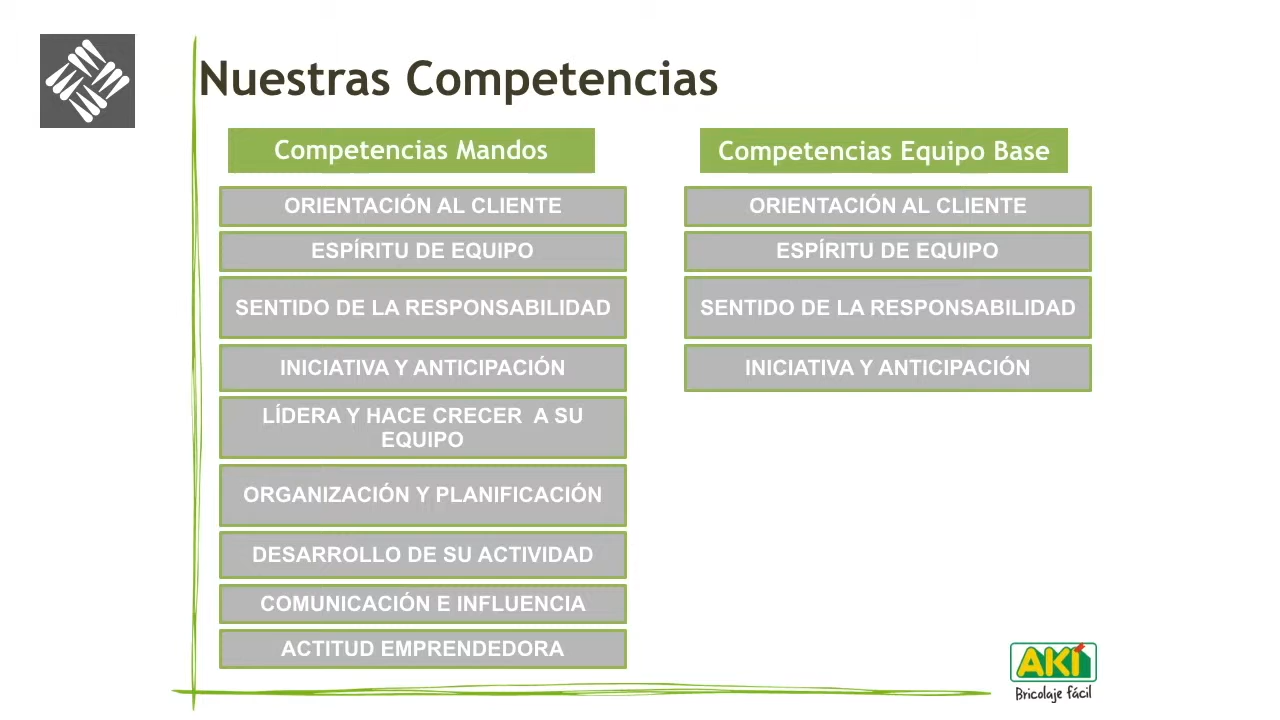 Nuestras Competencias
Competencias Mandos
ORIENTACIÓN AL CLIENTE
ESPÍRITU DE EQUIPO
SENTIDO DE LA RESPONSABILIDAD
INICIATIVA Y ANTICIPACIÓN
LÍDERA Y HACE CRECER A SU
EQUIPO
ORGANIZACIÓN Y PLANIFICACIÓN
DESARROLLO DE SU ACTIVIDAD
COMUNICACIÓN E INFLUENCIA
ACTITUD EMPRENDEDORA
Competencias Equipo Base
ORIENTACIÓN AL CLIENTE
ESPÍRITU DE EQUIPO
SENTIDO DE LA RESPONSABILIDAD
INICIATIVA Y ANTICIPACIÓN
AKÍ
Bricolaje fácil